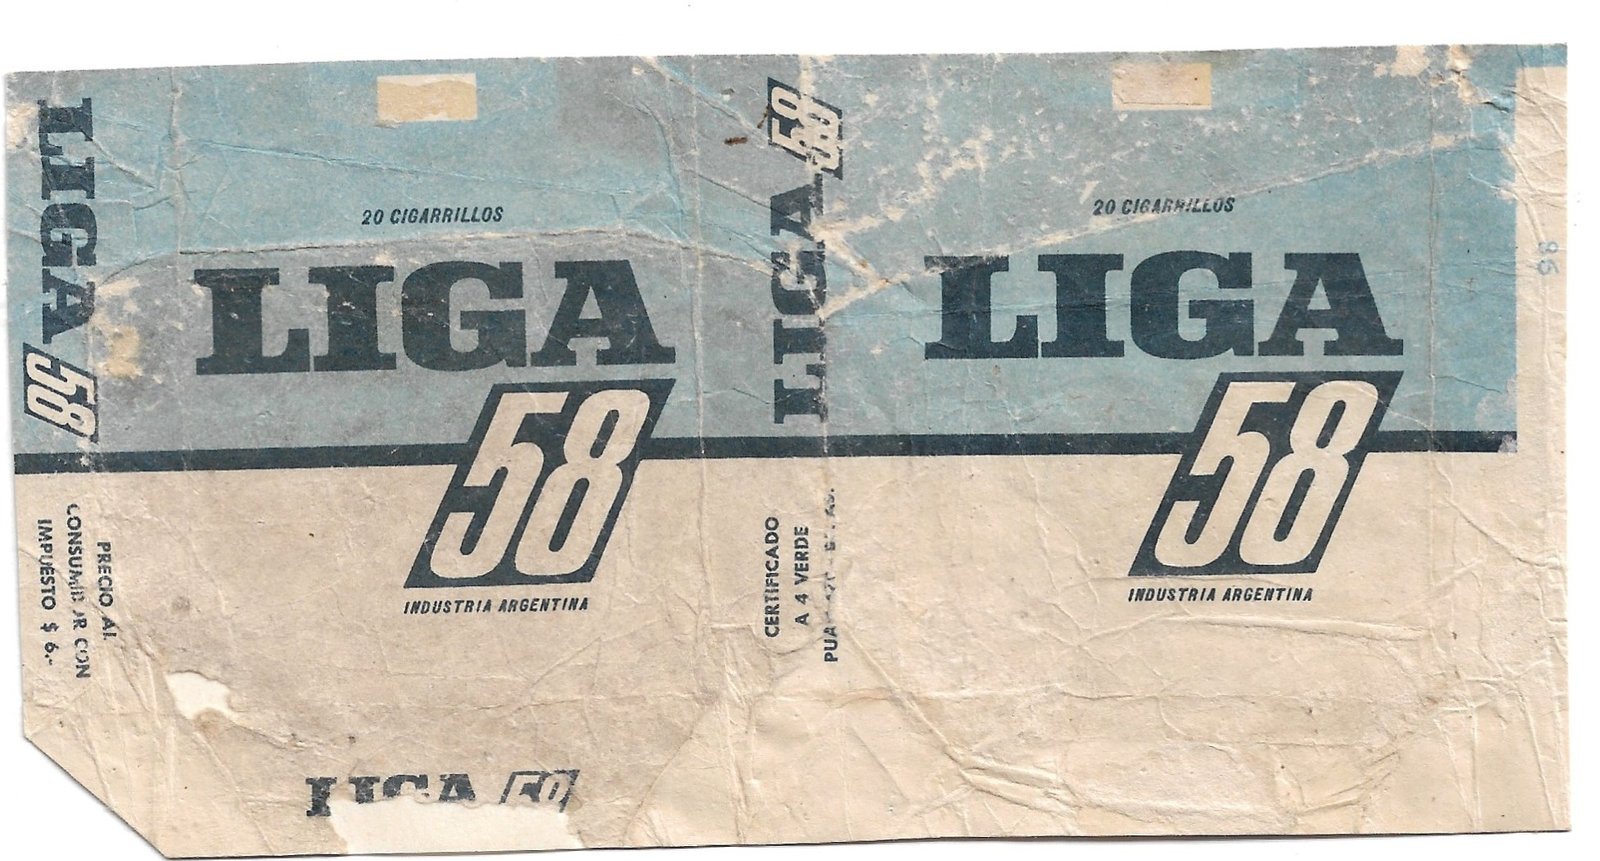 LIGA 58
PRECIO AL
CONSUMIDOR CON
IMPUESTO $ 6.-
20 CIGARRILLOS
LIGA
58
INDUSTRIA ARGENTINA
LIGA 58
LIGA 58
CERTIFICADO
A 4 VERDE
20 CIGARRILLOS
LIGA
58
INDUSTRIA ARGENTINA
95